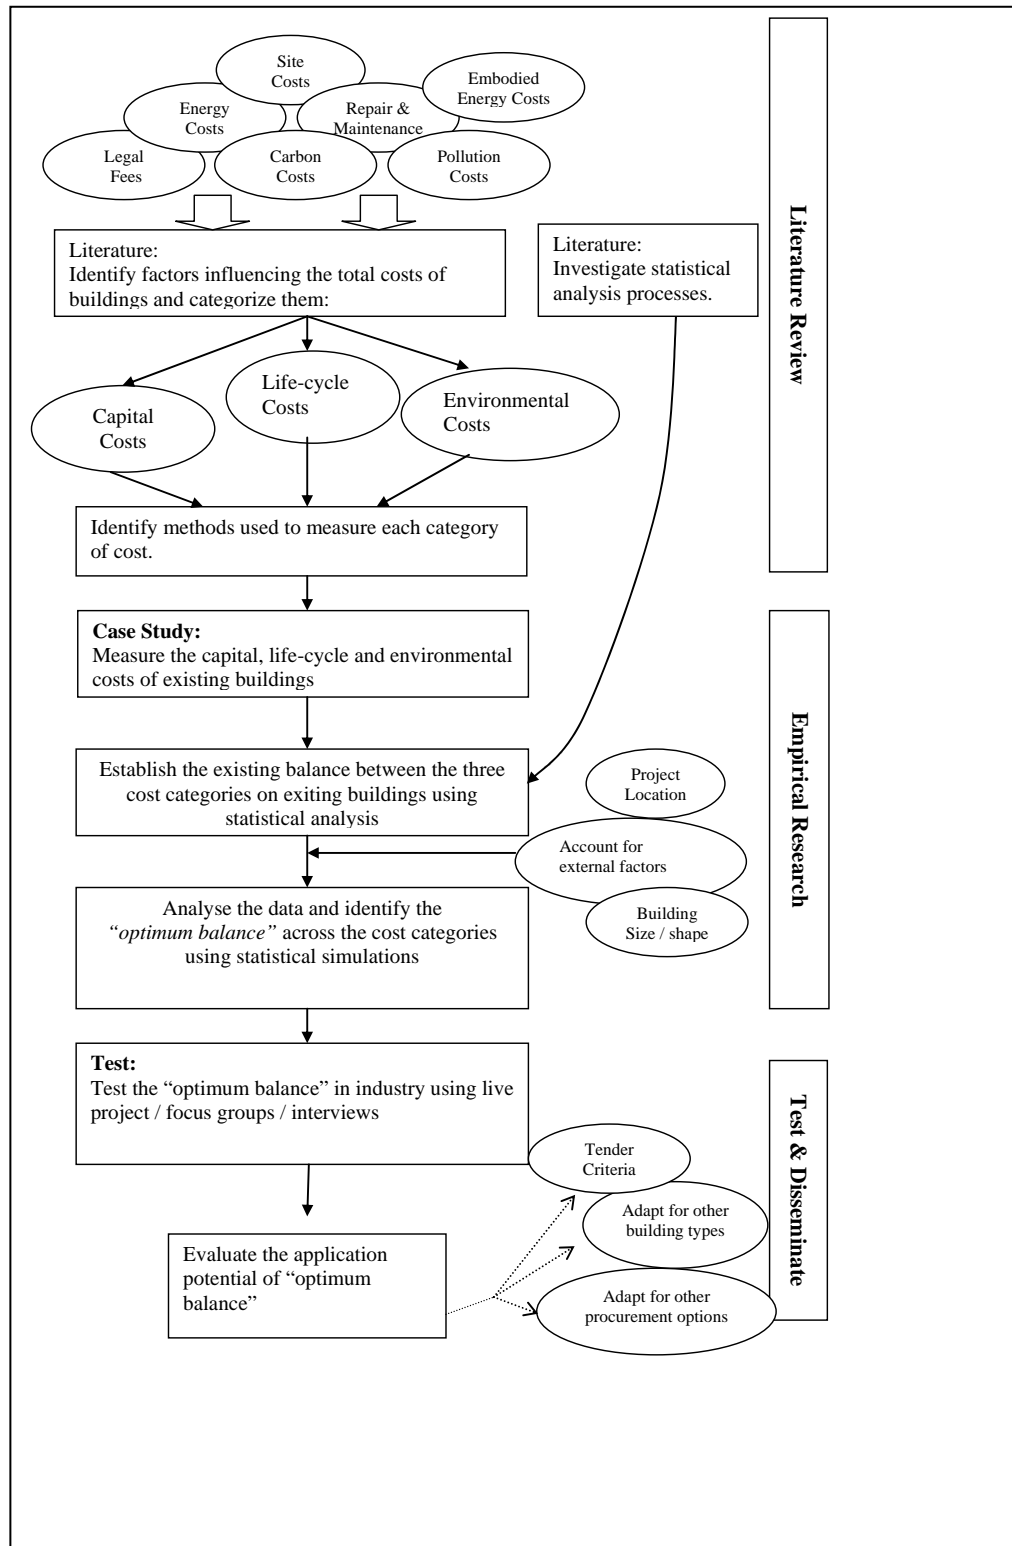 Site
Costs
Embodied
Energy Costs
Energy
Costs
Repair &
Maintenance
Legal
Fees
Carbon
Costs
Pollution
Costs
Literature:
Identify factors influencing the total costs of
buildings and categorize them:
Literature:
Investigate statistical
analysis processes.
Literature Review
Capital
Costs
Life-cycle
Costs
Environmental
Costs
Identify methods used to measure each category
of cost.
Case Study:
Measure the capital, life-cycle and environmental
costs of existing buildings
Establish the existing balance between the three
cost categories on exiting buildings using
statistical analysis
Project
Location
Account for
external factors
Building
Size / shape
Empirical Research
Analyse the data and identify the
“optimum balance” across the cost categories
using statistical simulations
Test:
Test the “optimum balance” in industry using live
project / focus groups / interviews
Tender
Criteria
Adapt for other
building types
Adapt for other
procurement options
Test & Disseminate
Evaluate the application
potential of “optimum
balance”